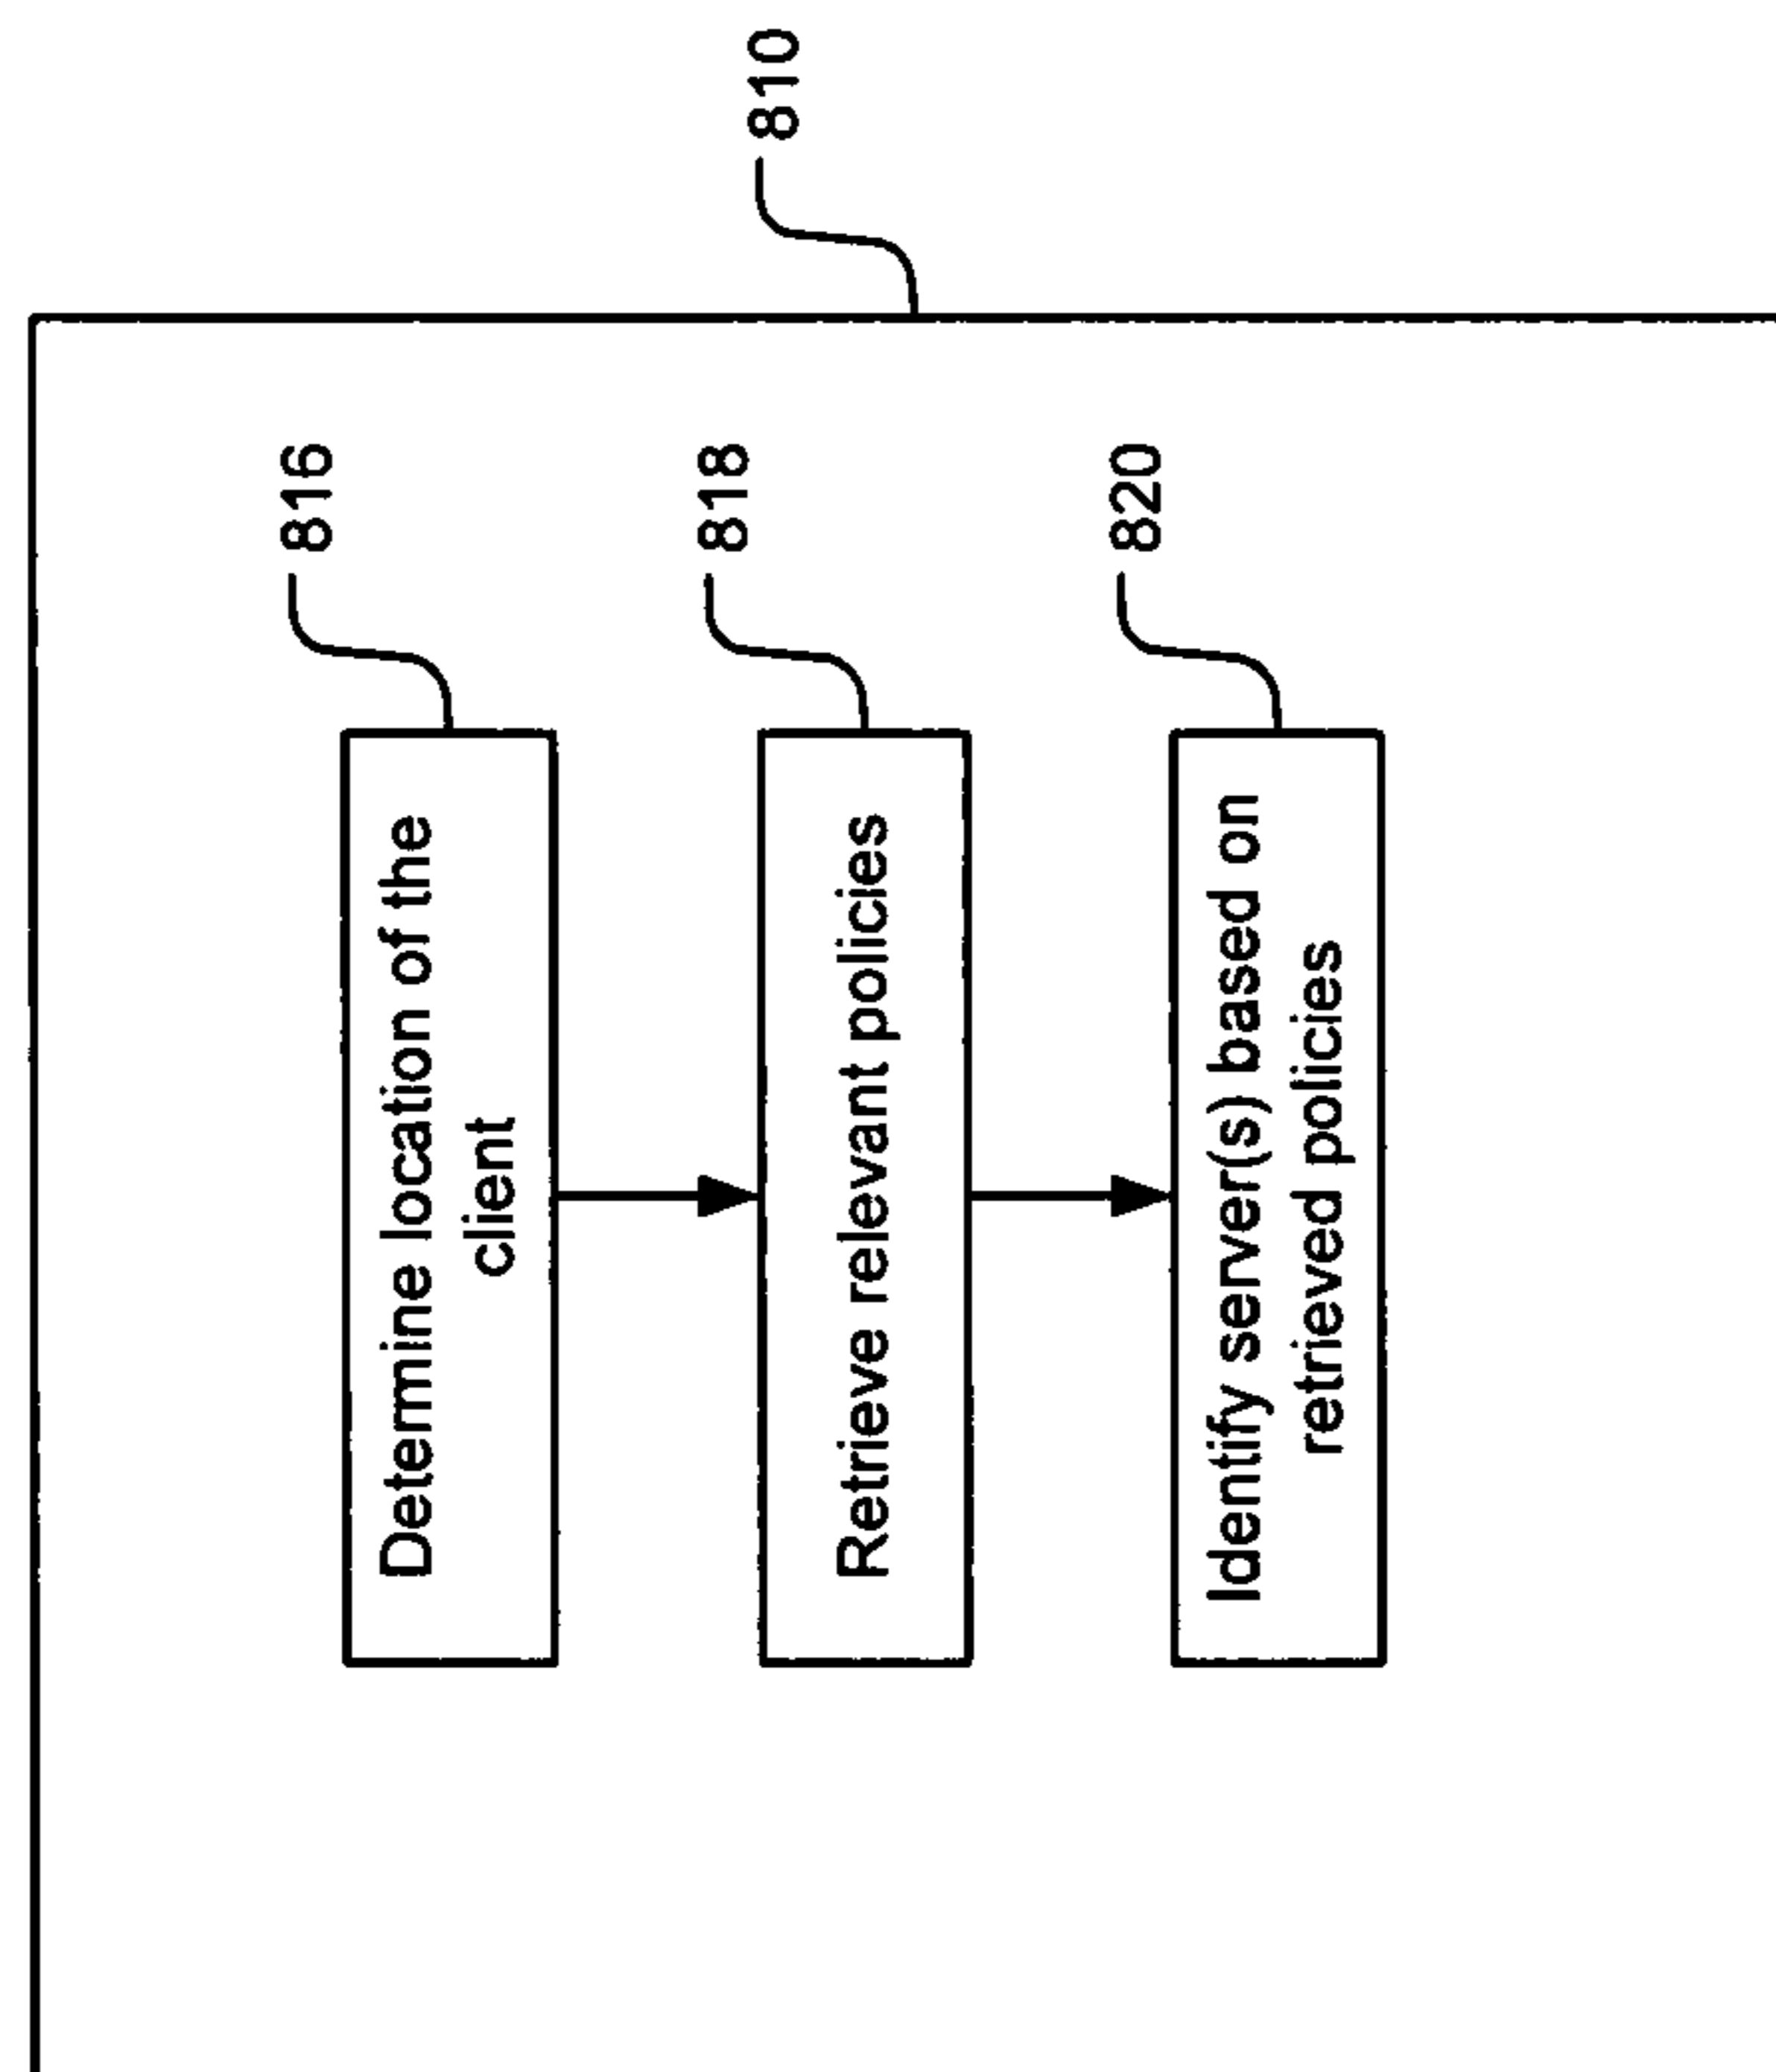 816
Determine location of the
client
810
818
Retrieve relevant policies
820
Identify server(s) based on
retrieved policies